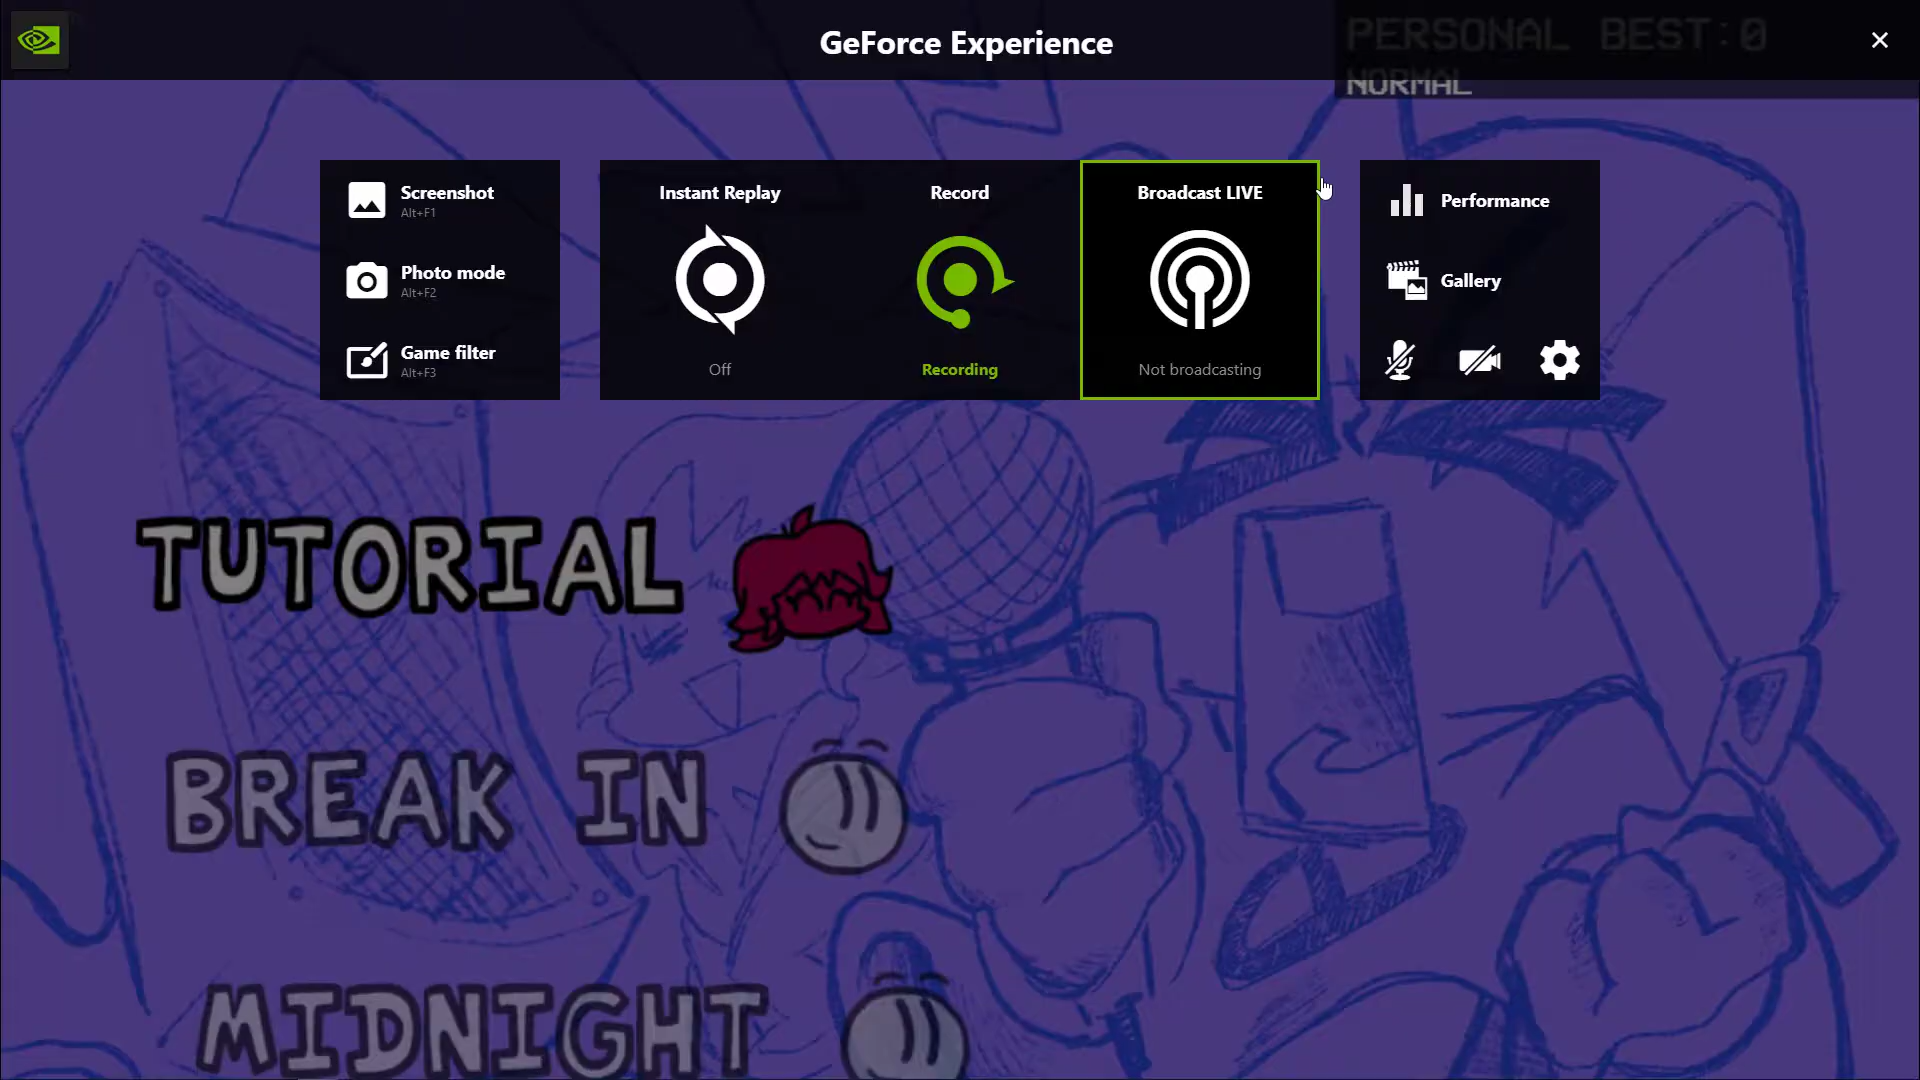 GeForce Experience
PERSONAL BEST:0
NORMAL
Screenshot
Alt+F1
Photo mode
Alt+F2
Game filter
Alt+F3
Instant Replay
Off
Record
Recording
Broadcast LIVE
Not broadcasting
Performance
Gallery
TUTORIAL
BREAK IN
MIDNIGHT